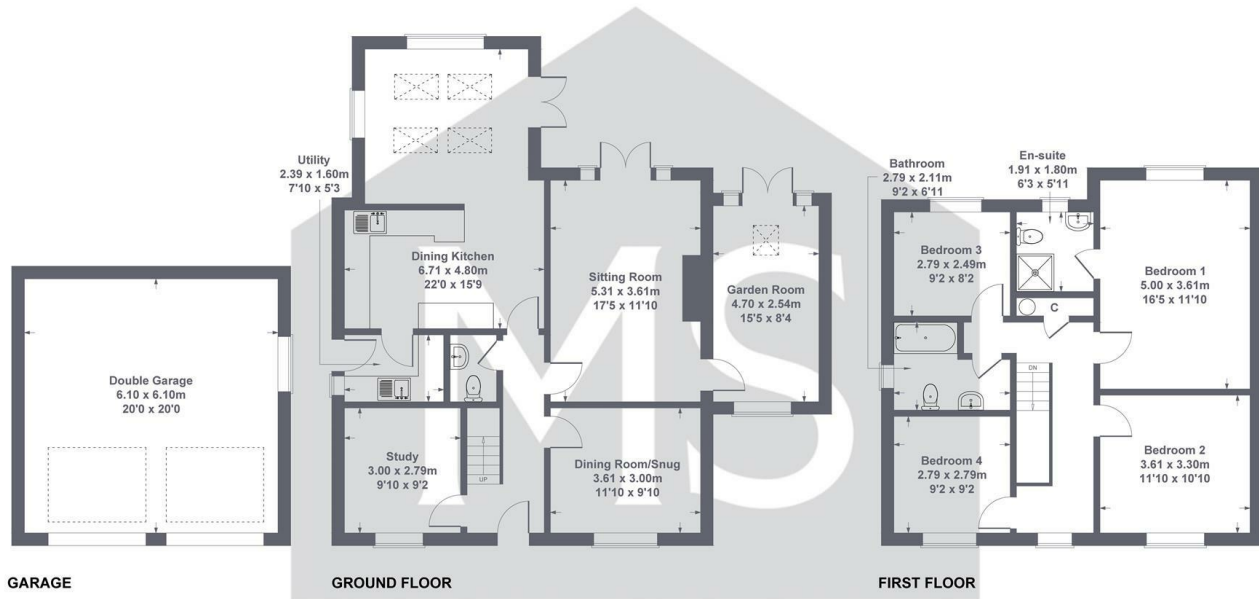 Utility
2.39 x 1.60m
7'10 x 5'3
Dining Kitchen
6.71 x 4.80m
22'0 x 15'9
Sitting Room
5.31 x 3.61m
17'5 x 11'10
Garden Room
4.70 x 2.54m
15'5 x 8'4
Double Garage
6.10 x 6.10m
20'0 x 20'0
Study
3.00 x 2.79m
9'10 x 9'2
UP
Dining Room/Snug
3.61 x 3.00m
11'10 x 9'10
Bathroom
2.79 x 2.11m
9'2 x 6'11
En-suite
1.91 x 1.80m
6'3 x 5'11
Bedroom 3
2.79 x 2.49m
9'2 x 8'2
Bedroom 1
5.00 x 3.61m
16'5 x 11'10
C
DN
Bedroom 4
2.79 x 2.79m
9'2 x 9'2
Bedroom 2
3.61 x 3.30m
11'10 x 10'10
MS
GARAGE
GROUND FLOOR
FIRST FLOOR